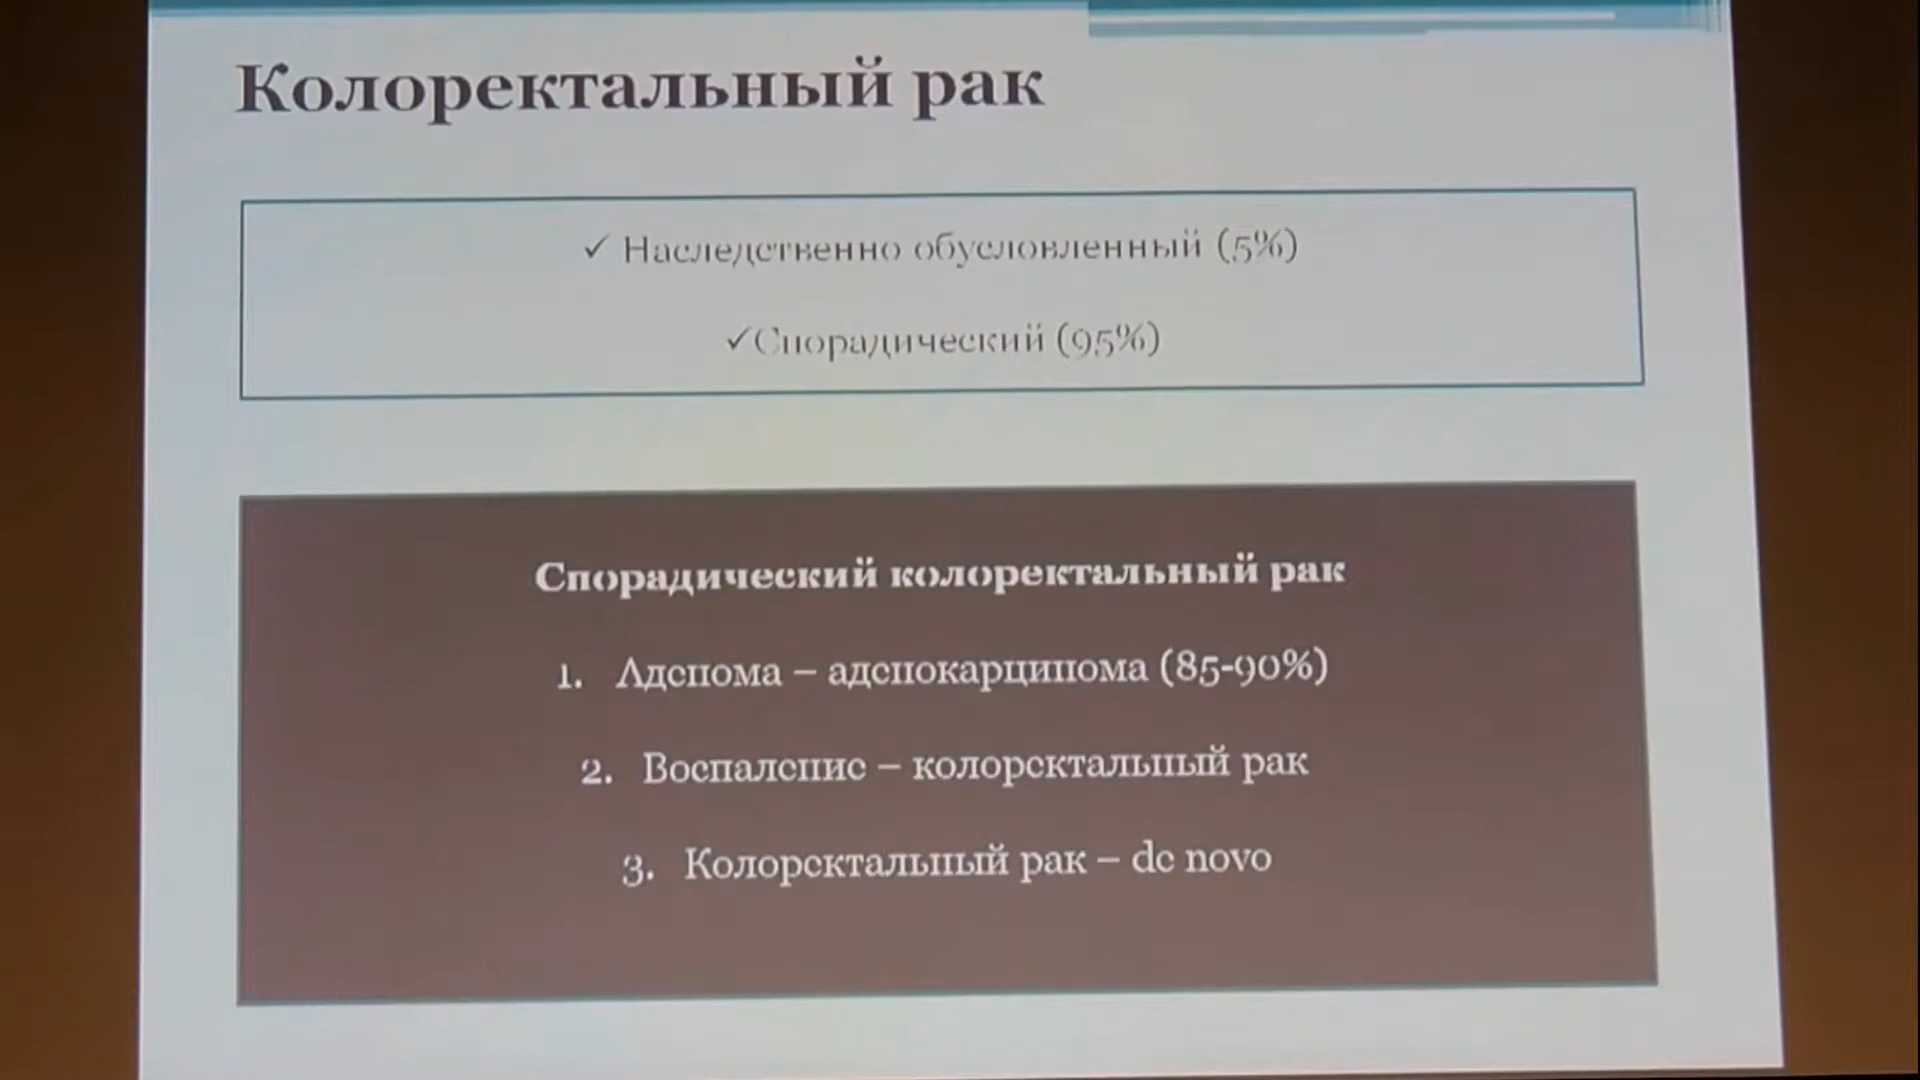 Колоректальный рак
✓ Наследственно обусловленный (5%)
✓Спорадический (95%)
Спорадический колоректальный рак
1. Аденома – аденокарцинома (85-90%)
2. Воспаление – колоректальный рак
3. Колоректальный рак – de novo